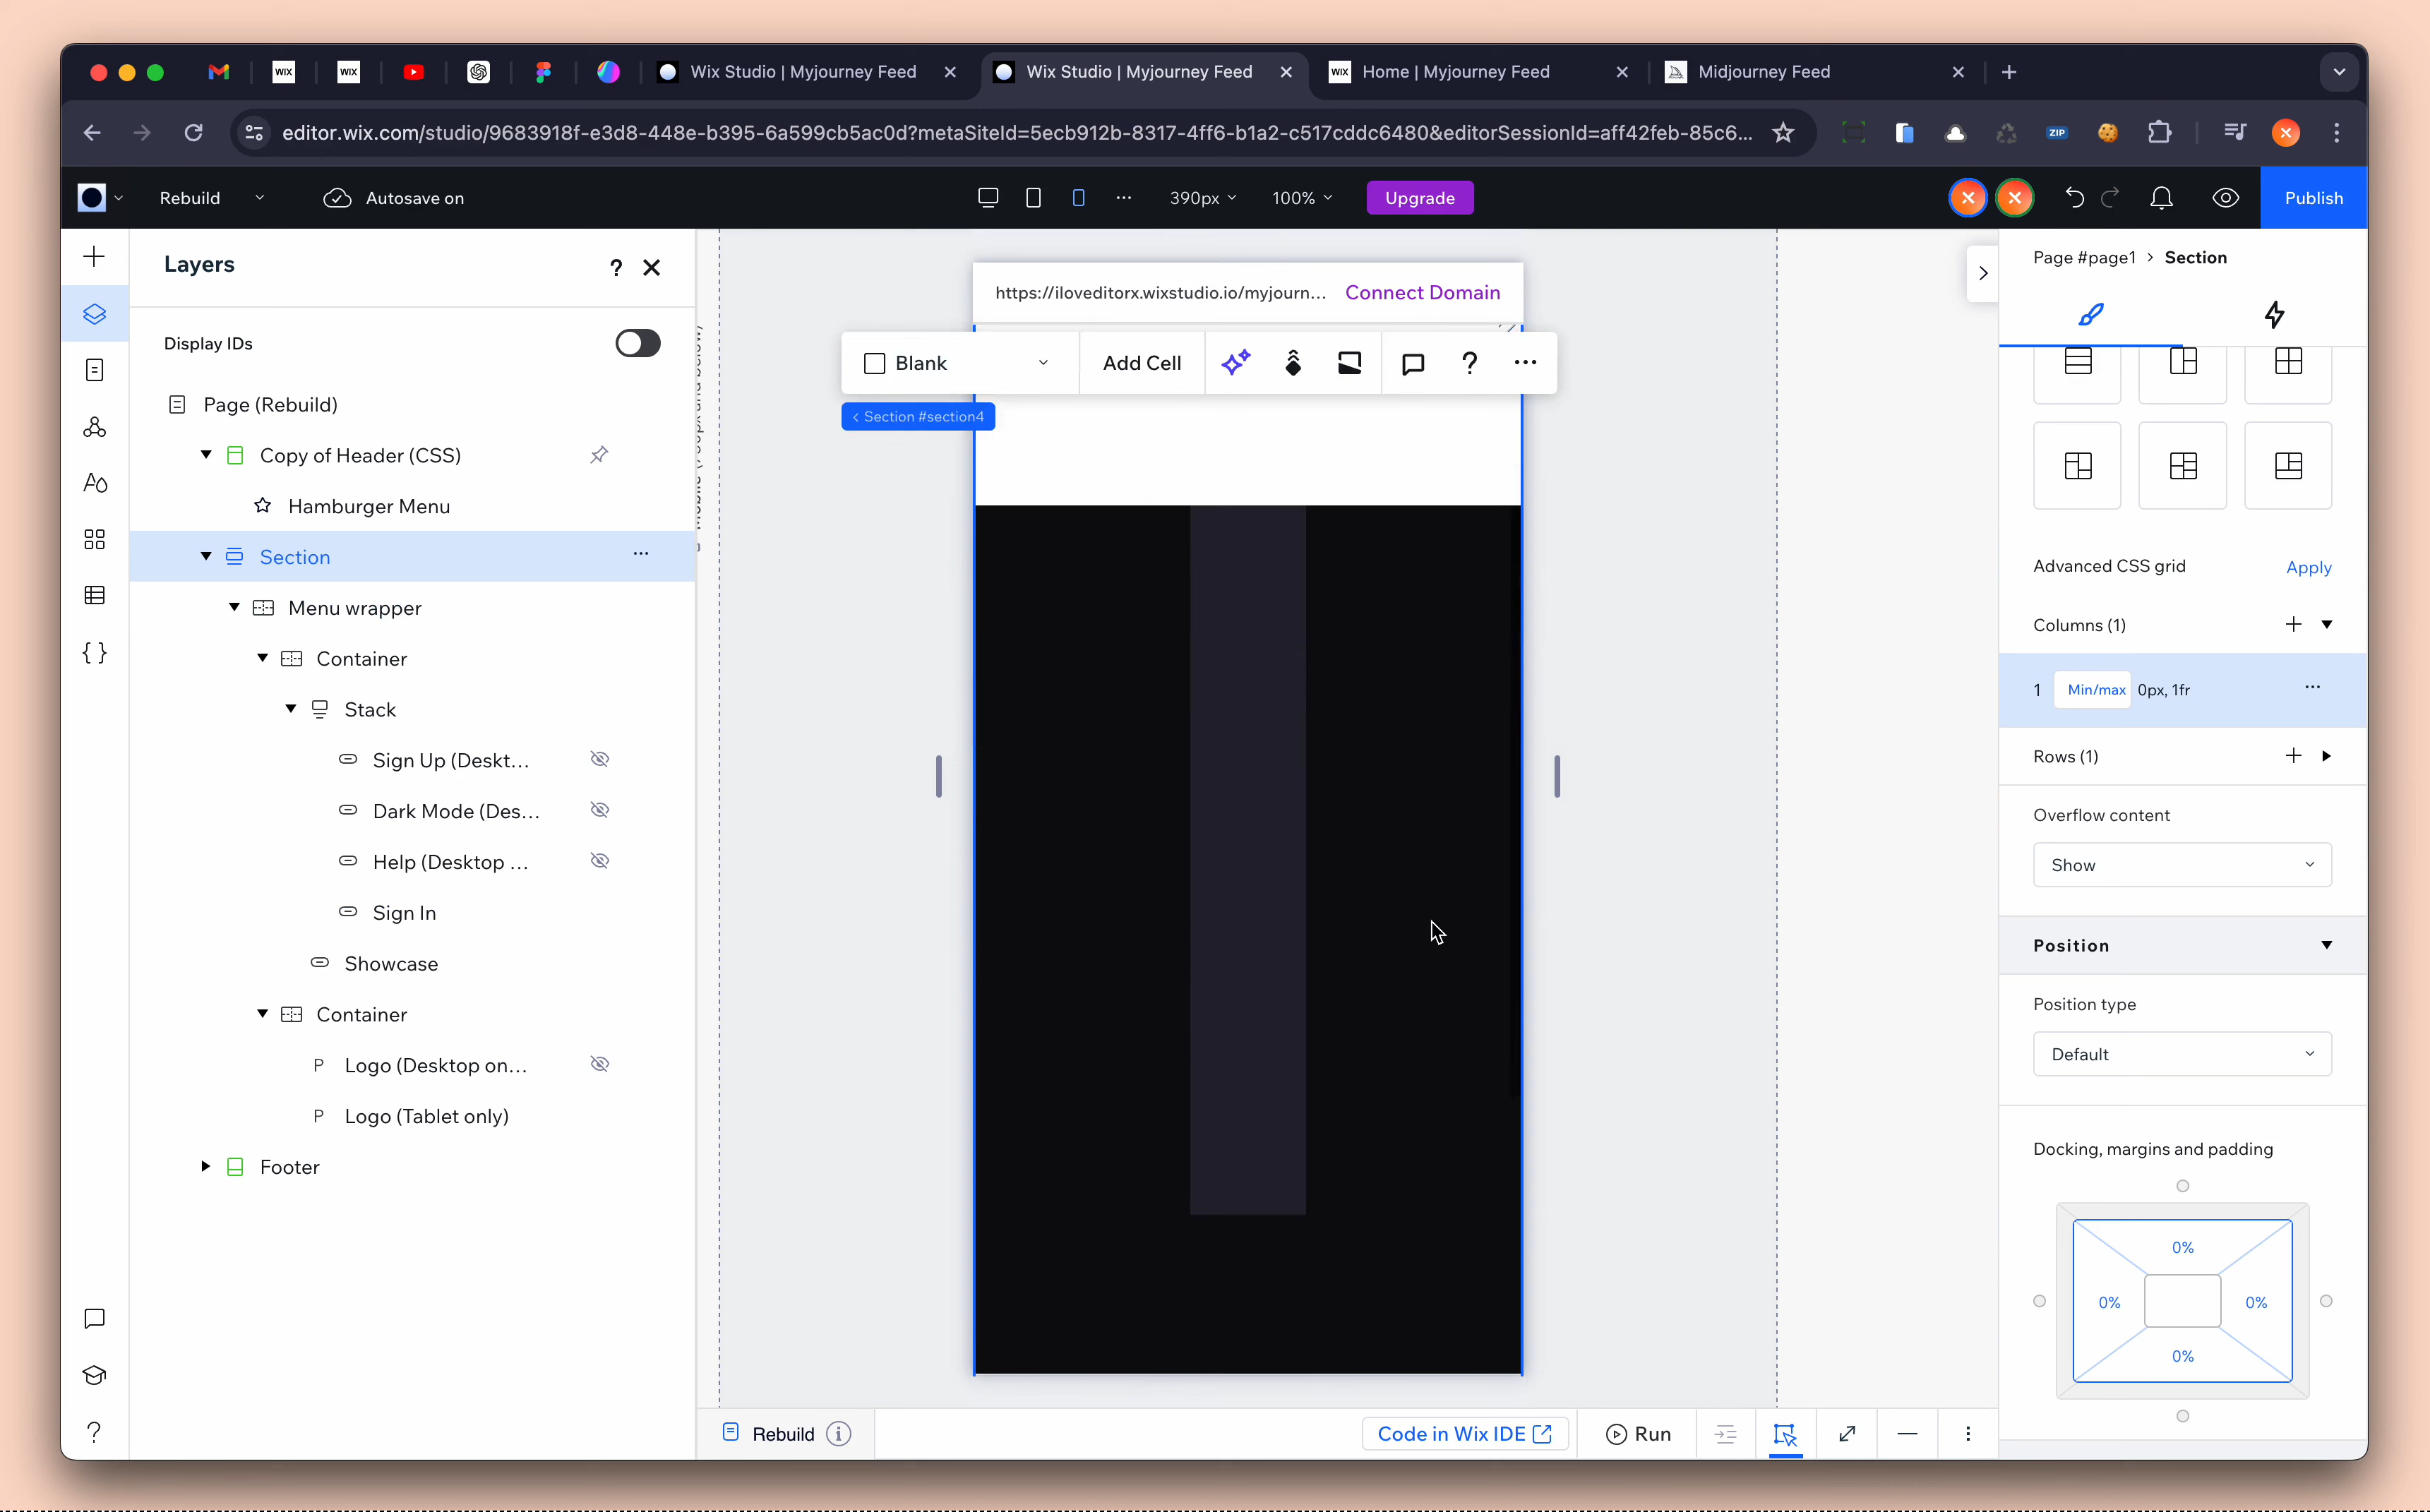 WIX
WIX
Wix Studio | Myjourney Feed
Wix Studio | Myjourney Feed
WIX
Home | Myjourney Feed
Midjourney Feed
editor.wix.com/studio/9683918f-e3d8-448e-b395-6a599cb5ac0d?metaSiteId=5ecb912b-8317-4ff6-b1a2-c517cddc6480&editorSessionId=aff42feb-85c6...
ZIP
Rebuild
Autosave on
390px
100%
Upgrade
Publish
Layers
?
Display IDs
Page (Rebuild)
Copy of Header (CSS)
Hamburger Menu
Section
Menu wrapper
Container
Stack
Sign Up (Deskt...
Dark Mode (Des...
Help (Desktop ...
Sign In
Showcase
Container
P Logo (Desktop on...
P Logo (Tablet only)
Footer
https://iloveditorx.wixstudio.io/myjourn...
Connect Domain
Blank
Add Cell
?
< Section #section4
Page #page1 > Section
Advanced CSS grid
Apply
Columns (1)
1 Min/max 0px, 1fr
Rows (1)
Overflow content
Show
Position
Position type
Default
Docking, margins and padding
0%
0%
0%
0%
?
Rebuild
Code in Wix IDE
Run